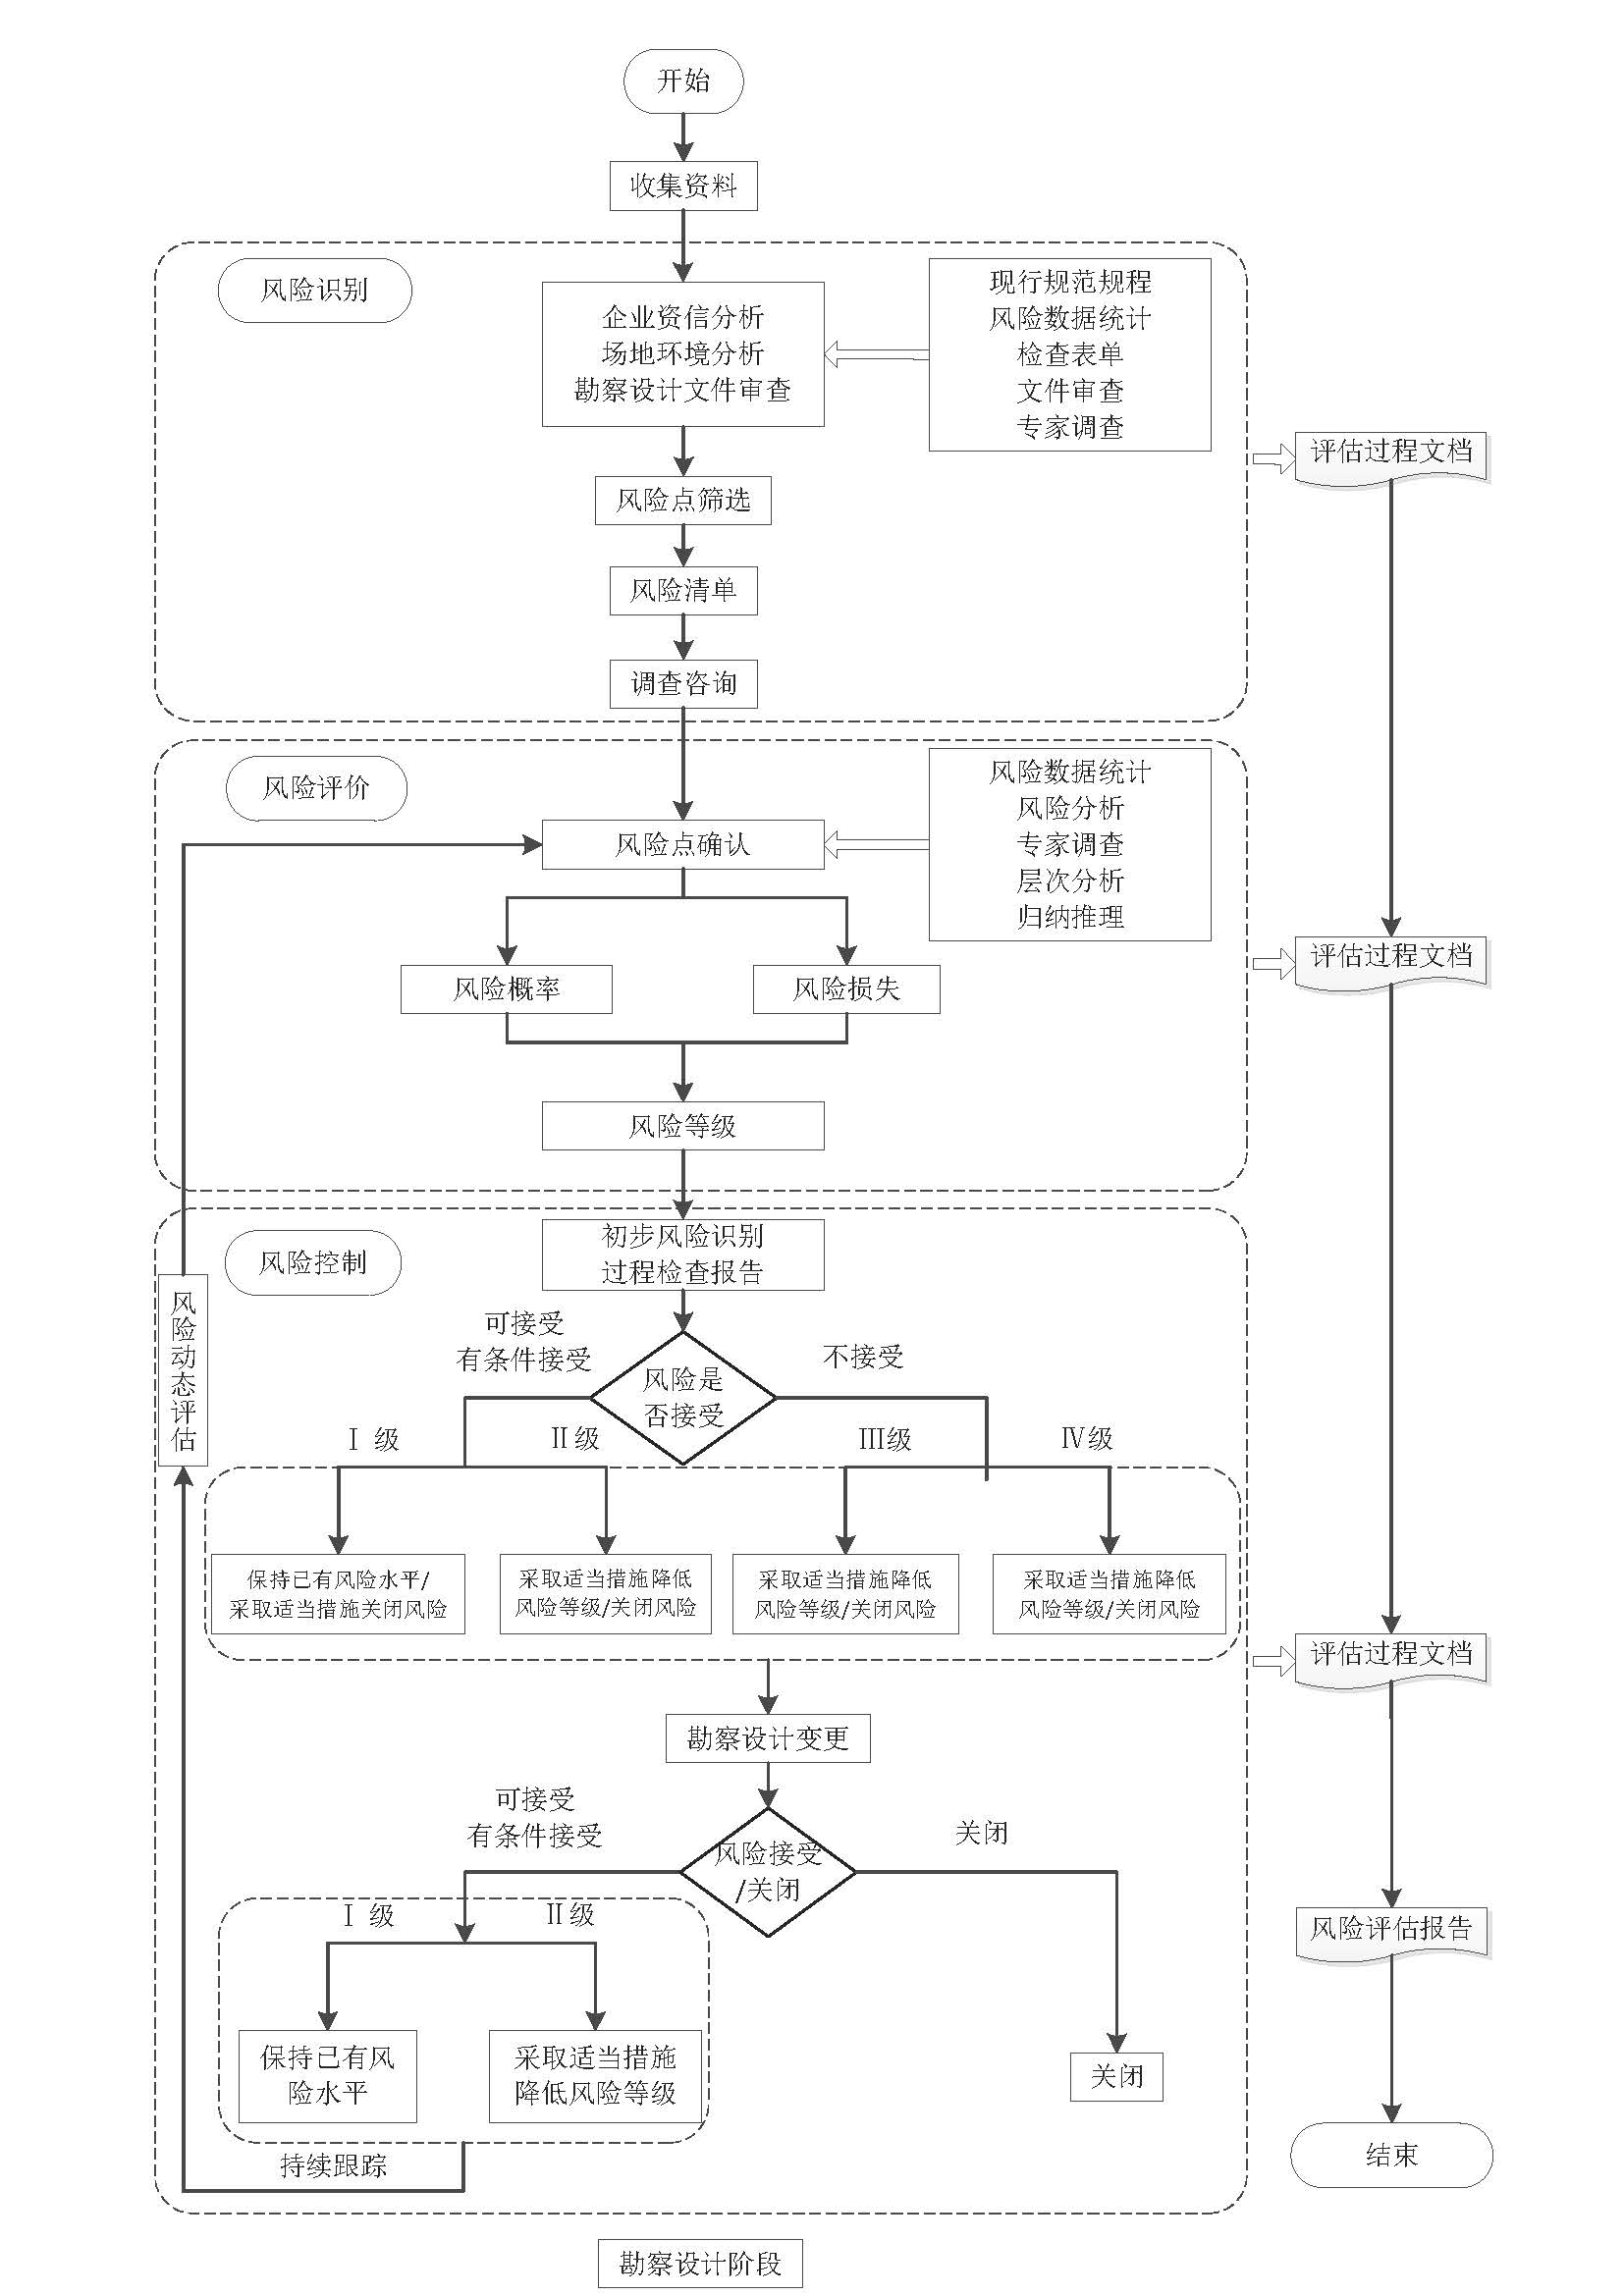 开始
收集资料
风险识别
企业资信分析
场地环境分析
勘察设计文件审查
现行规范规程
风险数据统计
检查表单
文件审查
专家调查
评估过程文档
风险点筛选
风险清单
调查咨询
风险评价
风险数据统计
风险分析
专家调查
层次分析
归纳推理
风险点确认
评估过程文档
风险概率
风险损失
风险等级
风险控制
初步风险识别
过程检查报告
风险动态评估
可接受
有条件接受
不接受
风险是
否接受
Ⅰ 级
Ⅱ级
Ⅲ级
Ⅳ级
保持已有风险水平/
采取适当措施关闭风险
采取适当措施降低
风险等级/关闭风险
采取适当措施降低
风险等级/关闭风险
采取适当措施降低
风险等级/关闭风险
评估过程文档
勘察设计变更
可接受
有条件接受
关闭
风险接受
/关闭
Ⅰ 级
Ⅱ级
风险评估报告
保持已有风
险水平
采取适当措施
降低风险等级
关闭
持续跟踪
结束
勘察设计阶段